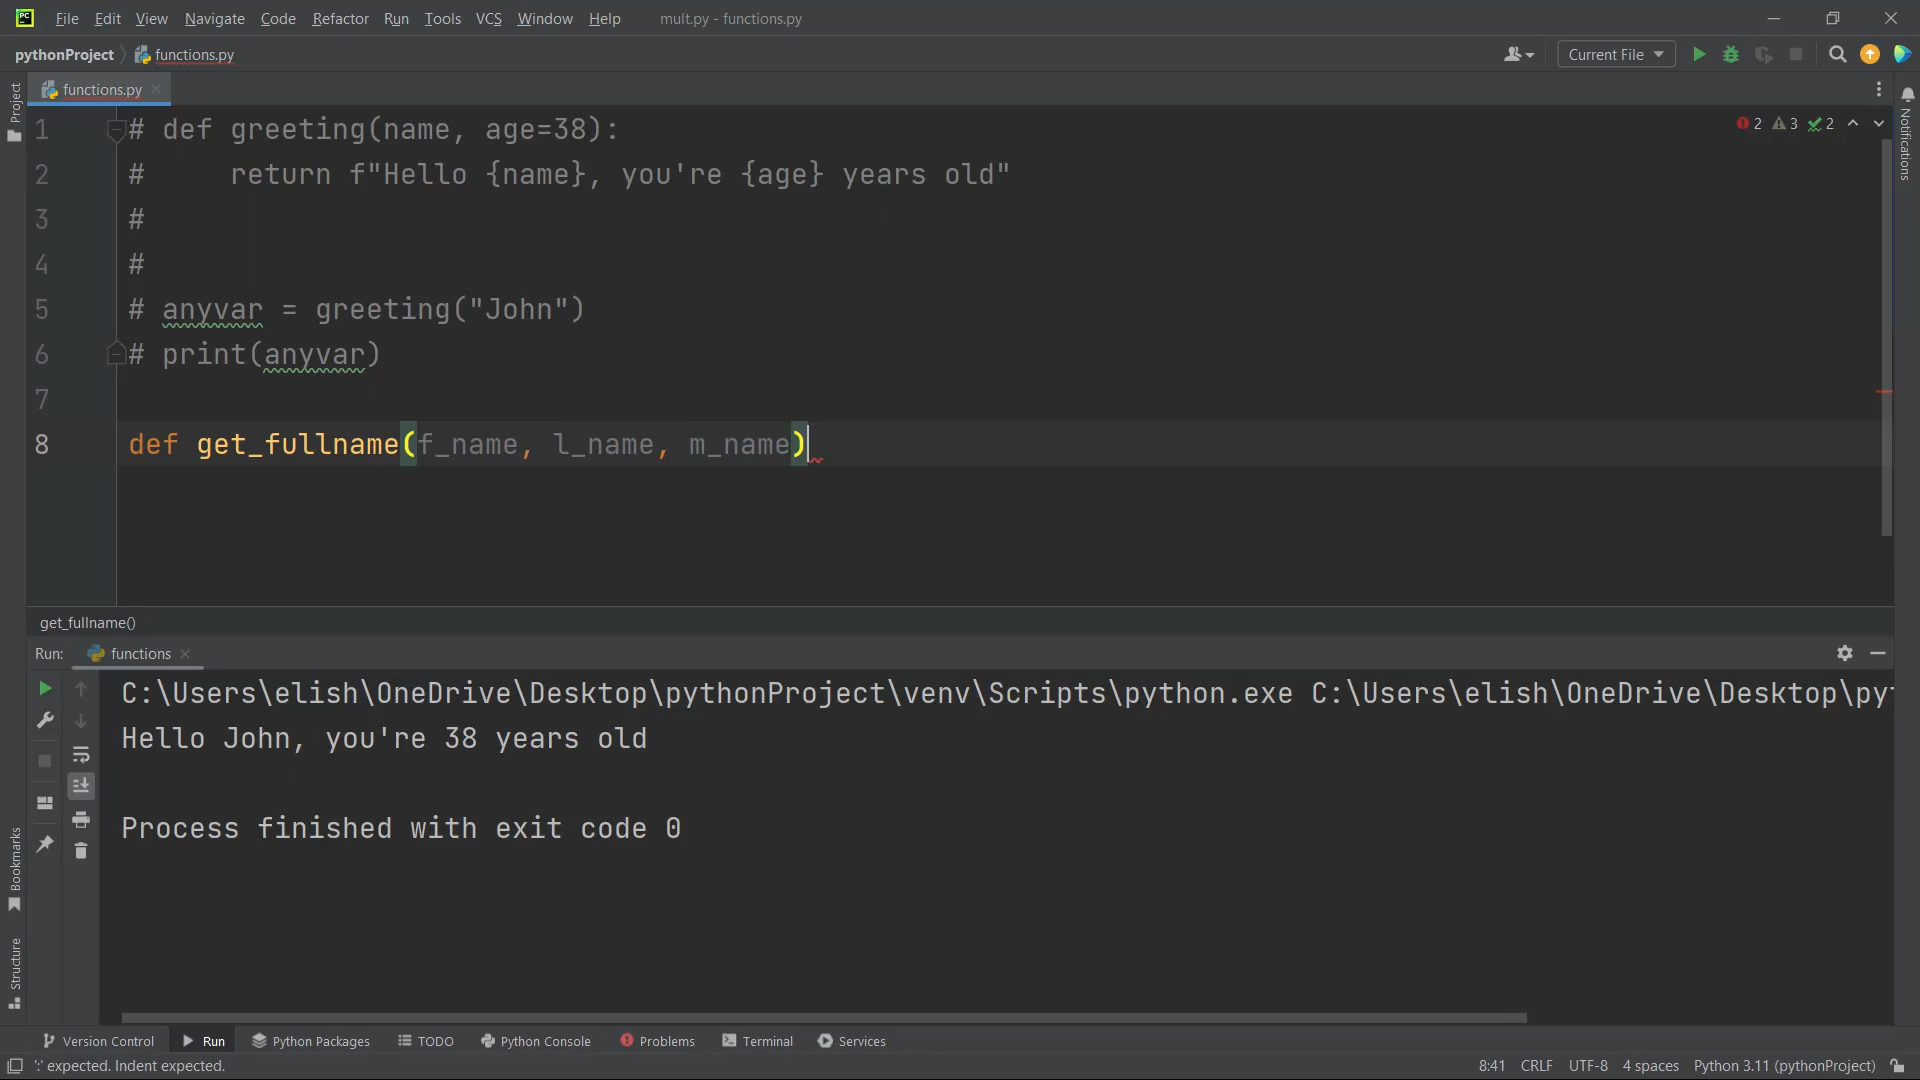 PC File Edit View Navigate Code Refactor Run Tools VCS Window Help mult.py - functions.py
pythonProject functions.py Current File
functions.py
Project
Notifications
2 3 2
1 # def greeting(name, age=38):
2 #     return f"Hello {name}, you're {age} years old"
3 #
4 #
5 # anyvar = greeting("John")
6 # print(anyvar)
7
8 def get_fullname(f_name, l_name, m_name)
get_fullname()
Run: functions
C:\Users\elish\OneDrive\Desktop\pythonProject\venv\Scripts\python.exe C:\Users\elish\OneDrive\Desktop\py
Hello John, you're 38 years old
Process finished with exit code 0
Bookmarks
Structure
Version Control Run Python Packages TODO Python Console Problems Terminal Services
':' expected. Indent expected. 8:41 CRLF UTF-8 4 spaces Python 3.11 (pythonProject)